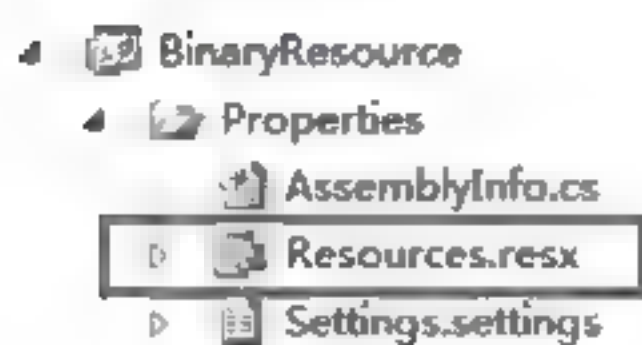 BinaryResource
Properties
AssemblyInfo.cs
Resources.resx
Settings.settings